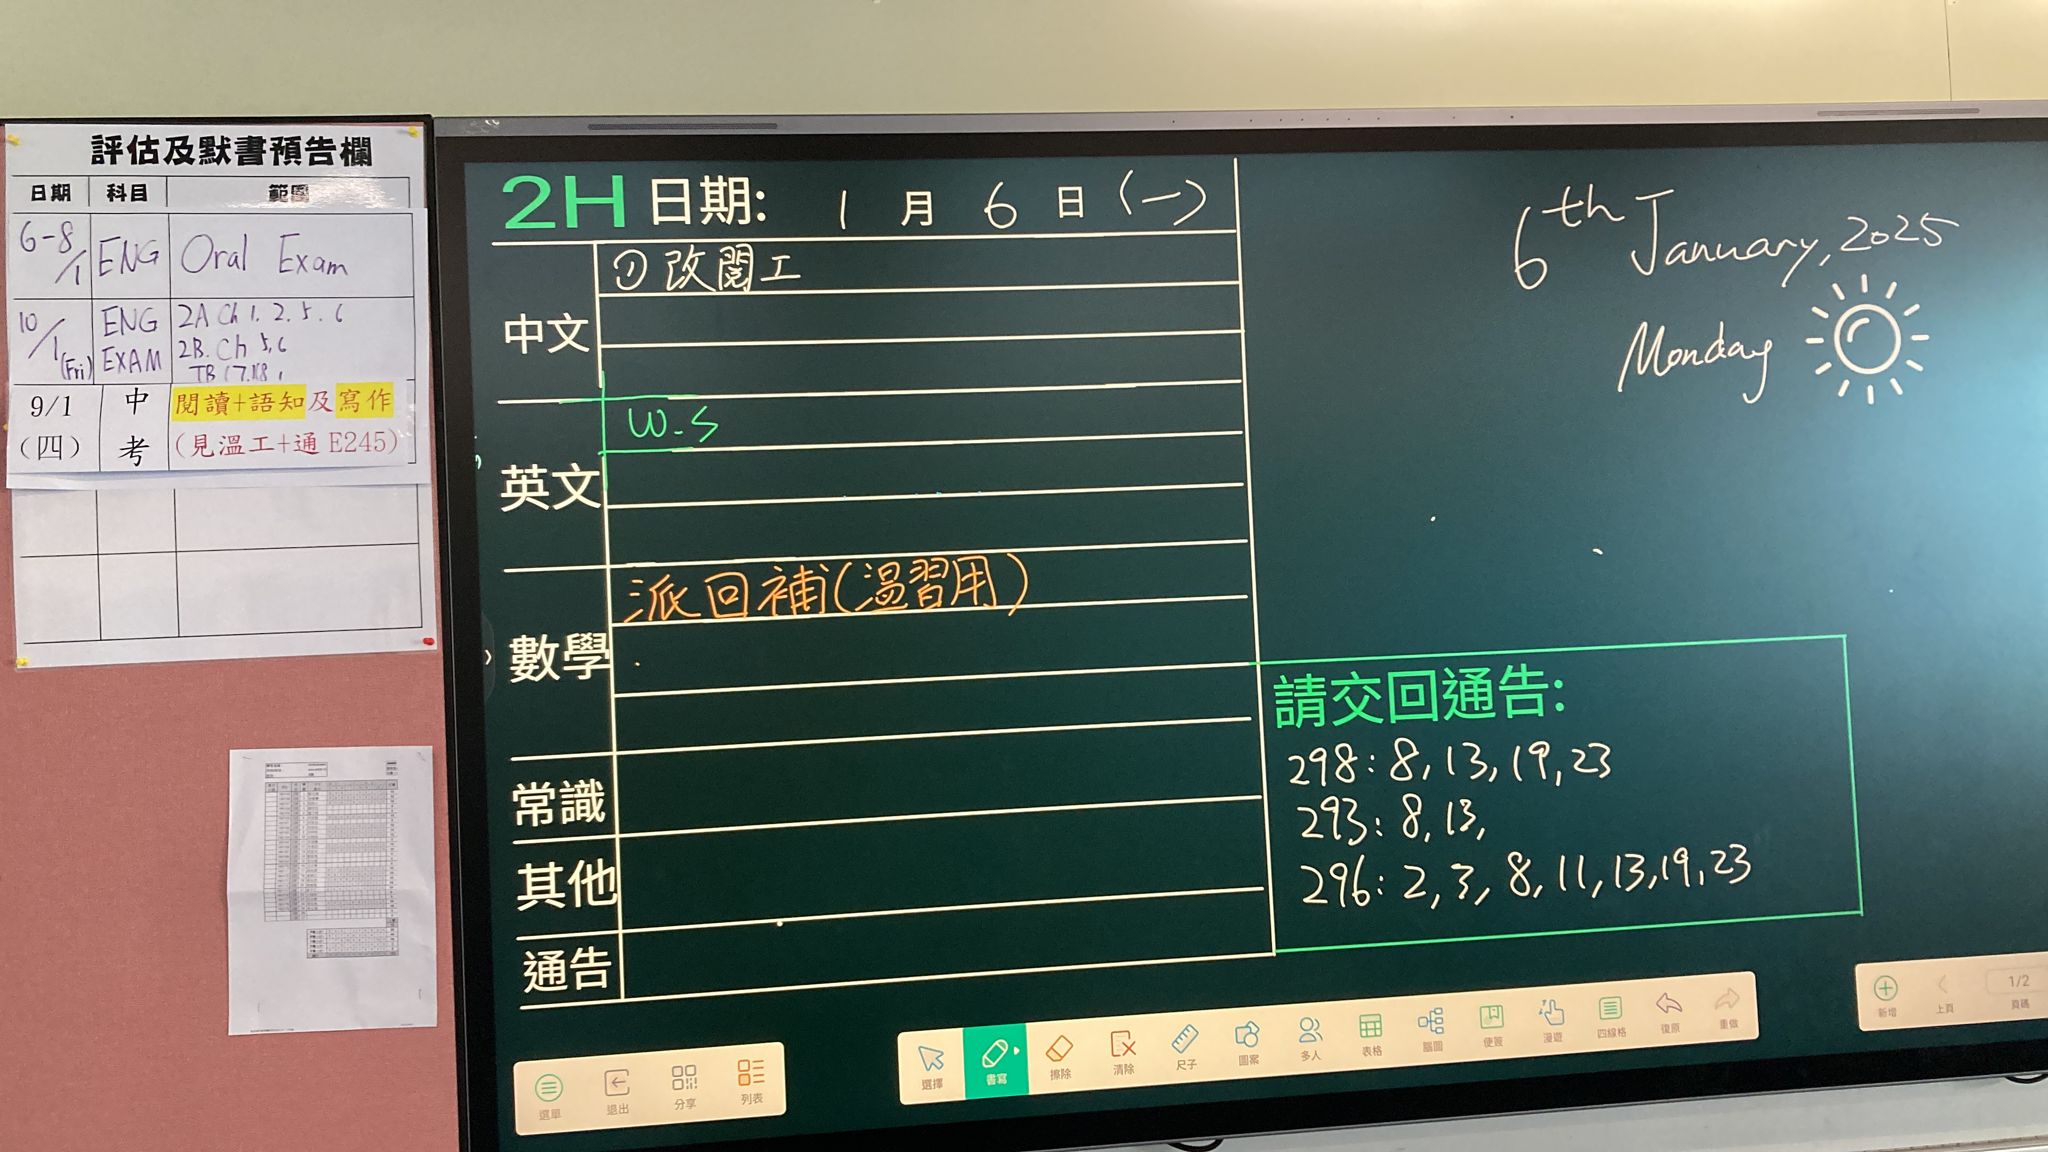 評估及默書預告欄
日期 科目 範圍
6-8/1 ENG Oral Exam
10/1(Fri) ENG EXAM 2A Ch 1. 2. 5. 6
2B. Ch 5,6
9/1 (四) 中考 閱讀+語知及寫作
(見溫工+通E245)
2H 日期: 1 月 6 日 (一)
中文
① 改閱工
英文
W.S
數學
派回補(溫習用)
常識
其他
通告
6th January, 2025
Monday
請交回通告:
298: 8, 13, 19, 23
293: 8, 13,
296: 2, 3, 8, 11, 13, 19, 23
選單 退出 分享 列表
選擇 書寫 擦除 清除 尺子 圖案 多人 表格 腦圖 便簽 漫遊 四線格 復原 重做
新增 上頁 1/2 頁碼